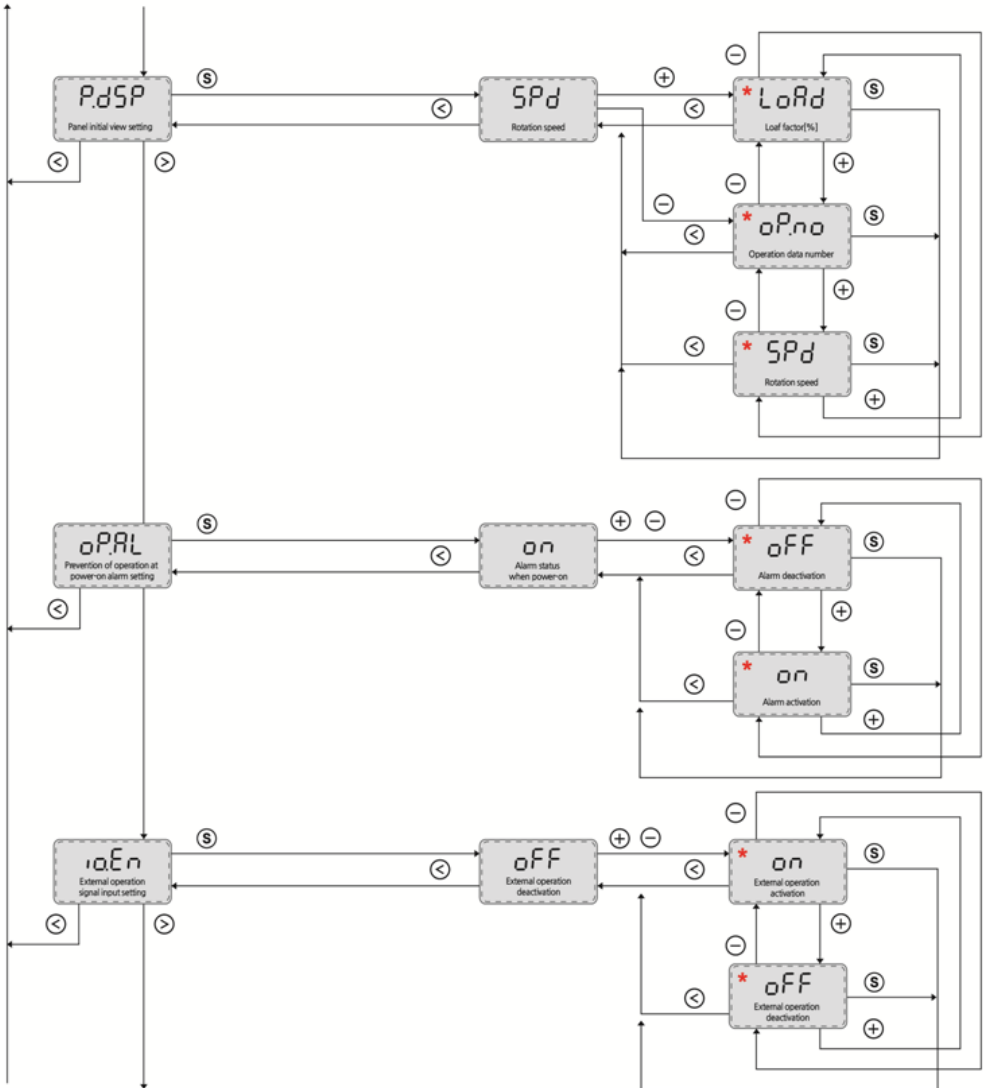 S
P.dSP
Panel initial view setting
<
SPd
Rotation speed
+
<
−
*
LoAd
Loaf factor[%]
S
<
>
+
−
−
<
*
oP.no
Operation data number
S
+
−
<
*
SPd
Rotation speed
S
+
S
oP.AL
Prevention of operation at
power-on alarm setting
<
on
Alarm status
when power-on
+ −
<
−
*
oFF
Alarm deactivation
S
<
+
−
<
*
on
Alarm activation
S
+
S
io.En
External operation
signal input setting
<
oFF
External operation
deactivation
+ −
<
−
*
on
External operation
activation
S
<
>
+
−
<
*
oFF
External operation
deactivation
S
+